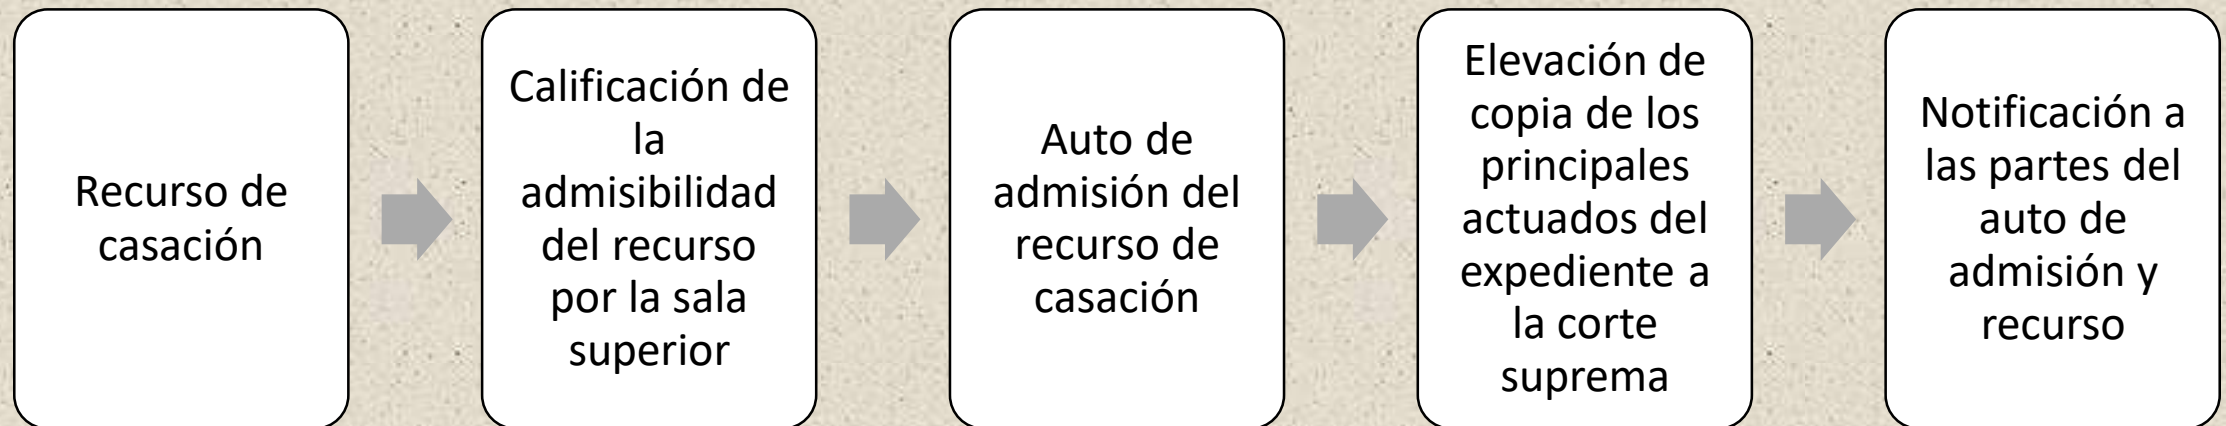 Recurso de
casación
Calificación de
la
admisibilidad
del recurso
por la sala
superior
Auto de
admisión del
recurso de
casación
Elevación de
copia de los
principales
actuados del
expediente a
la corte
suprema
Notificación a
las partes del
auto de
admisión y
recurso